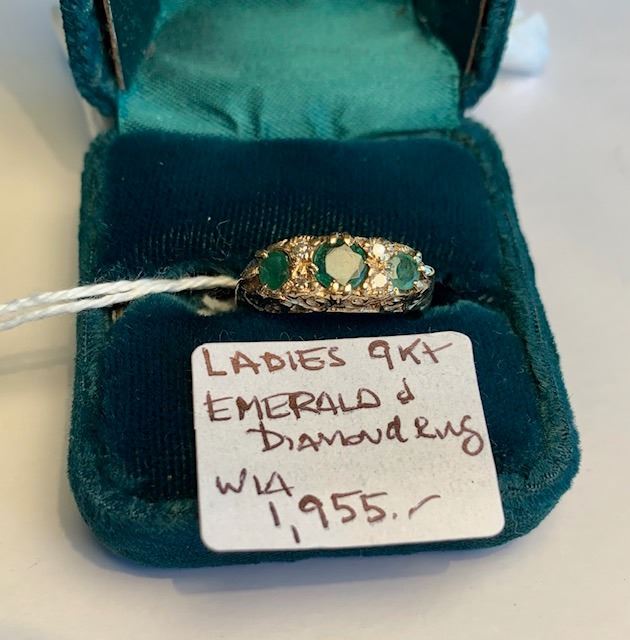 LADIES 9KT
EMERALD &
DIAMOND RING
W14
1,955.-